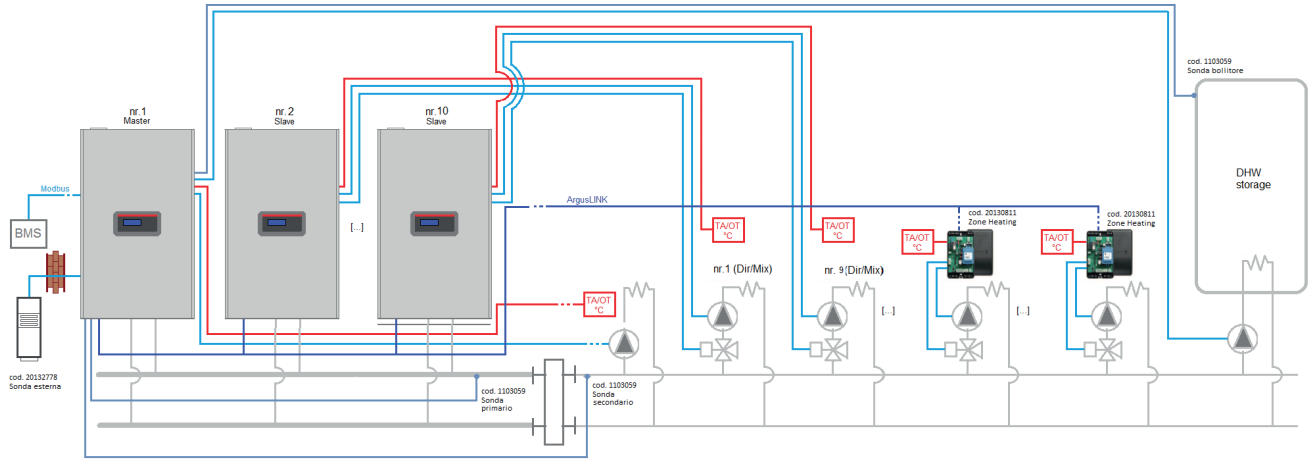 cod. 1103059
Sonda bollitore
nr.1
Master
nr.2
Slave
nr.10
Slave
DHW
storage
Modbus
ArgusLINK
BMS
[...]
TA/OT
°C
TA/OT
°C
cod. 20130811
Zone Heating
TA/OT
°C
cod. 20130811
Zone Heating
TA/OT
°C
nr.1 (Dir/Mix)
nr. 9 (Dir/Mix)
TA/OT
°C
[...]
[...]
cod. 20132778
Sonda esterna
cod. 1103059
Sonda
primario
cod. 1103059
Sonda
secondario